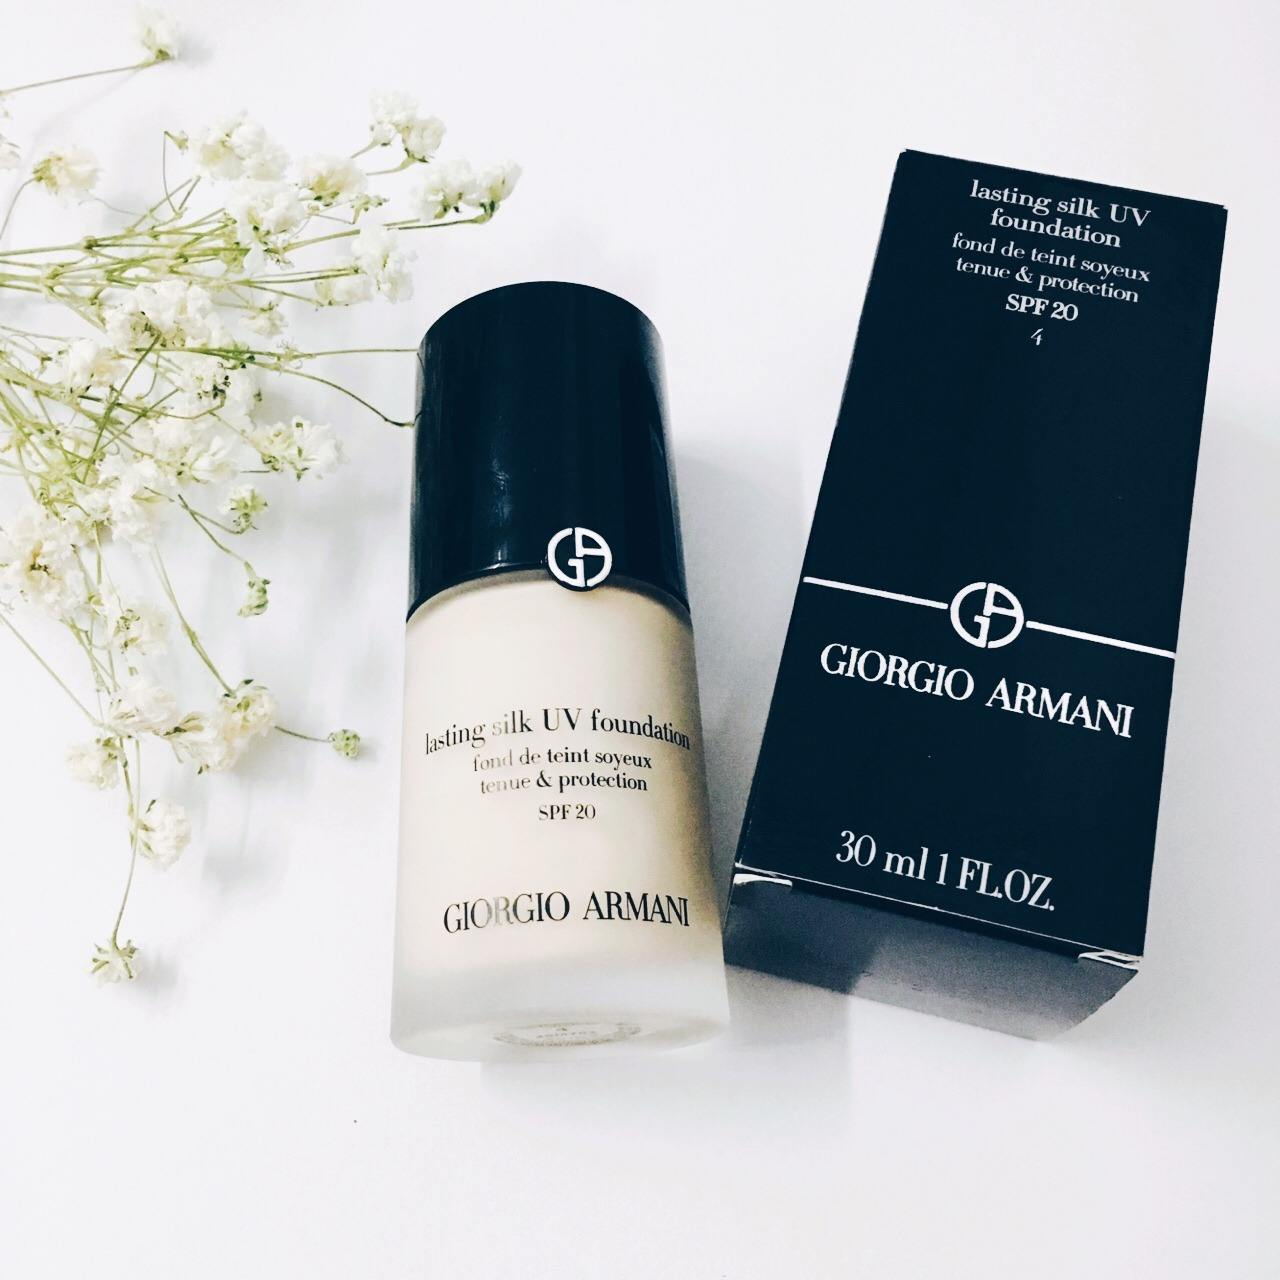 lasting silk UV foundation
fond de teint soyeux
tenue & protection
SPF 20
GIORGIO ARMANI
lasting silk UV
foundation
fond de teint soyeux
tenue & protection
SPF 20
4
GIORGIO ARMANI
30 ml 1 FL.OZ.